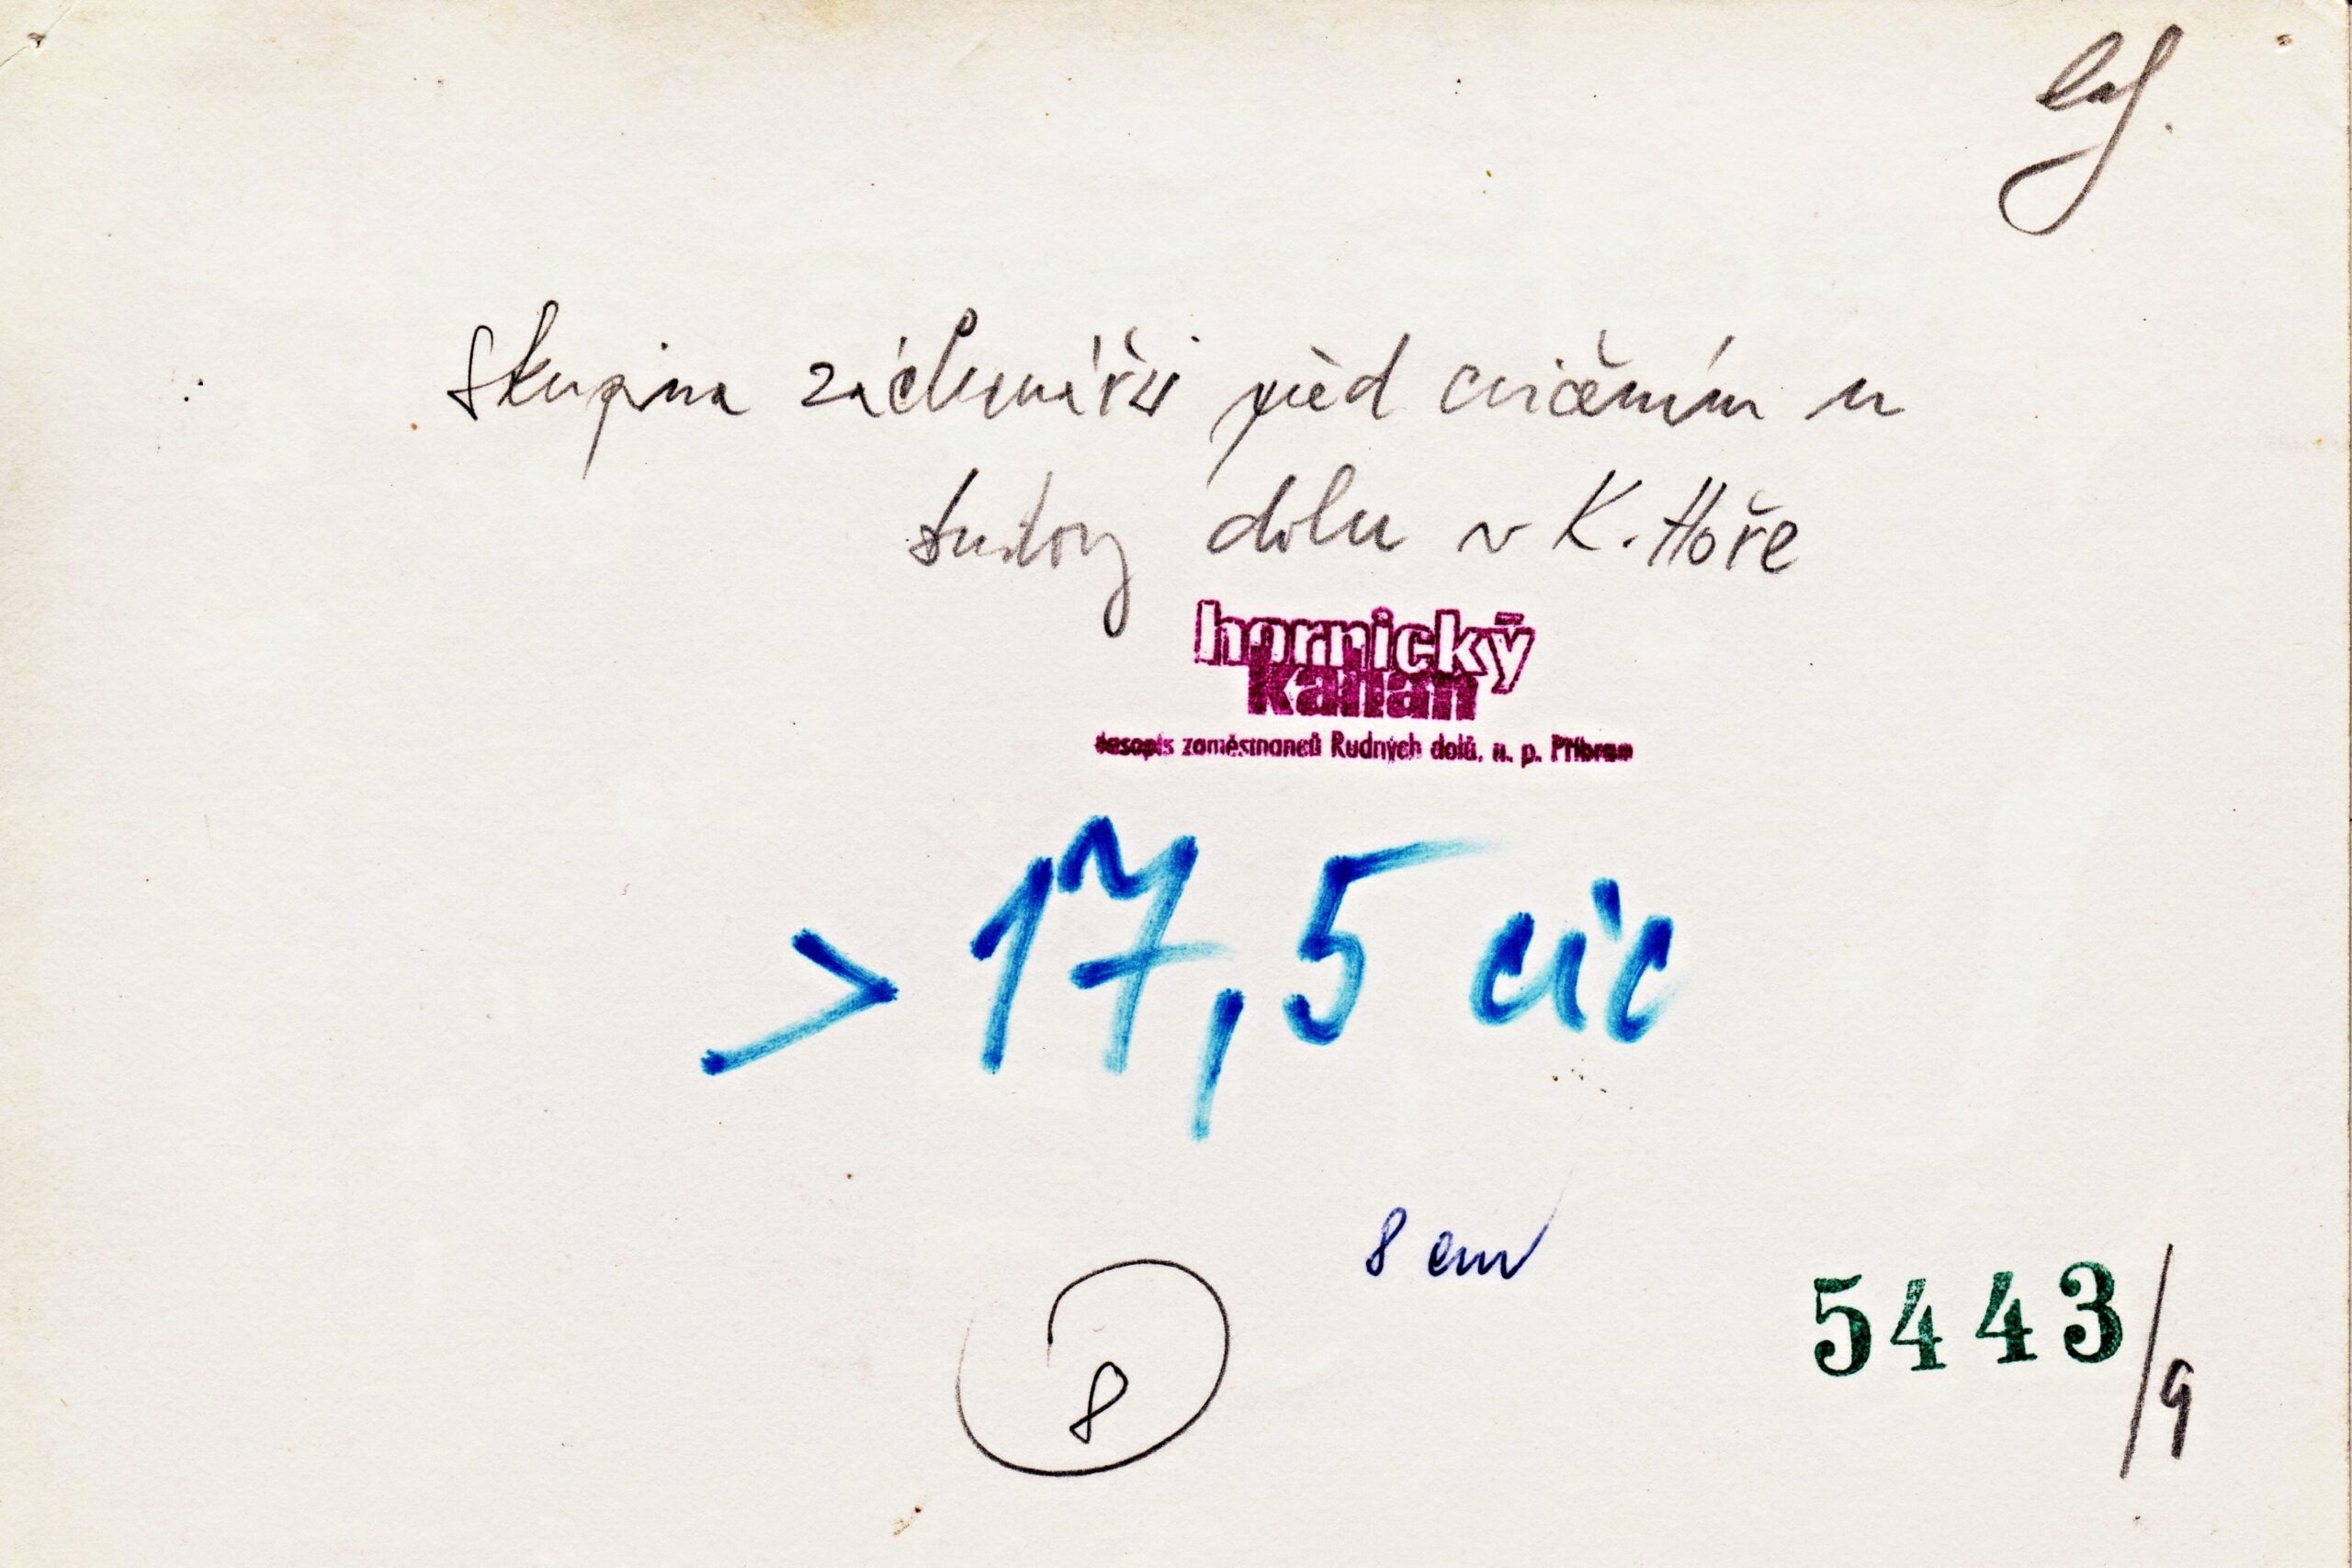 Skupina záchranářů před cvičením u
budovy dolu v K. Hoře
hornický
kahan
časopis zaměstnanců Rudných dolů, n. p. Příbram
> 17,5 cic
8 cm
8
5443/9